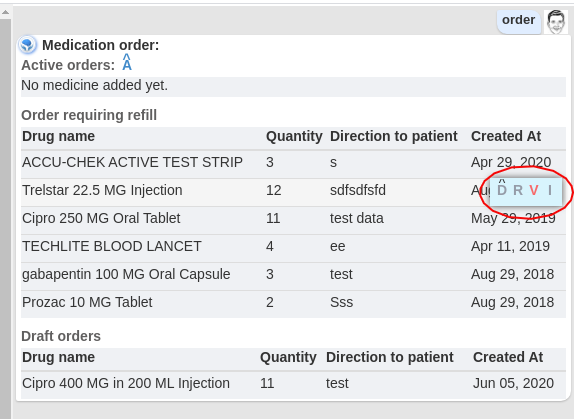 order
Medication order:
Active orders: Â
No medicine added yet.
Order requiring refill
Drug name Quantity Direction to patient Created At
ACCU-CHEK ACTIVE TEST STRIP 3 s Apr 29, 2020
Trelstar 22.5 MG Injection 12 sdfsdsfd D R V I
Cipro 250 MG Oral Tablet 11 test data May 29, 2019
TECHLITE BLOOD LANCET 4 ee Apr 11, 2019
gabapentin 100 MG Oral Capsule 3 test Aug 29, 2018
Prozac 10 MG Tablet 2 Sss Aug 29, 2018
Draft orders
Drug name Quantity Direction to patient Created At
Cipro 400 MG in 200 ML Injection 11 test Jun 05, 2020